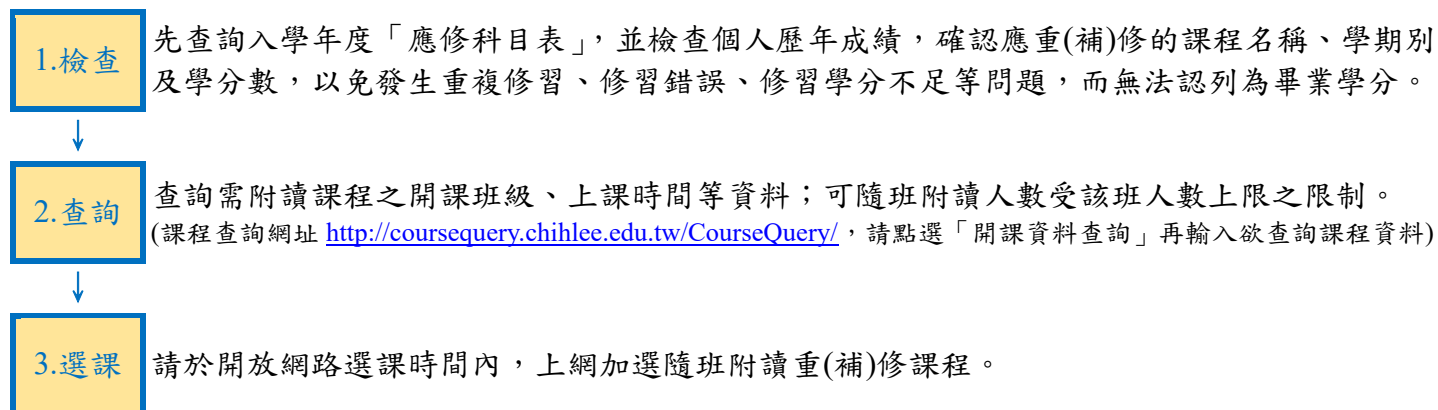 1.檢查
先查詢入學年度「應修科目表」，並檢查個人歷年成績，確認應重(補)修的課程名稱、學期別
及學分數，以免發生重複修習、修習錯誤、修習學分不足等問題，而無法認列為畢業學分。
↓
2.查詢
查詢需附讀課程之開課班級、上課時間等資料；可隨班附讀人數受該班人數上限之限制。
(課程查詢網址 http://coursequery.chihlee.edu.tw/CourseQuery/，請點選「開課資料查詢」再輸入欲查詢課程資料)
↓
3.選課
請於開放網路選課時間內，上網加選隨班附讀重(補)修課程。